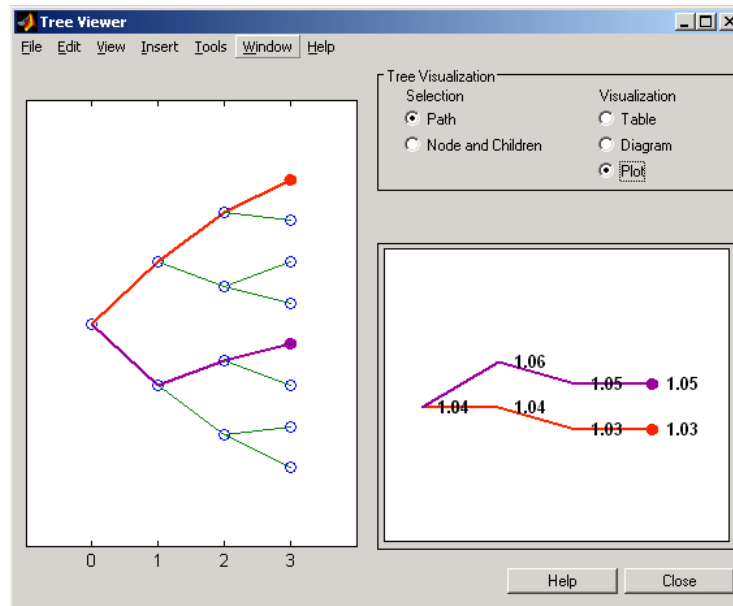 Tree Viewer
File Edit View Insert Tools Window Help
Tree Visualization
Selection Visualization
Path Table
Node and Children Diagram
Plot
1.06
1.05 1.05
1.04 1.04
1.03 1.03
0 1 2 3
Help Close